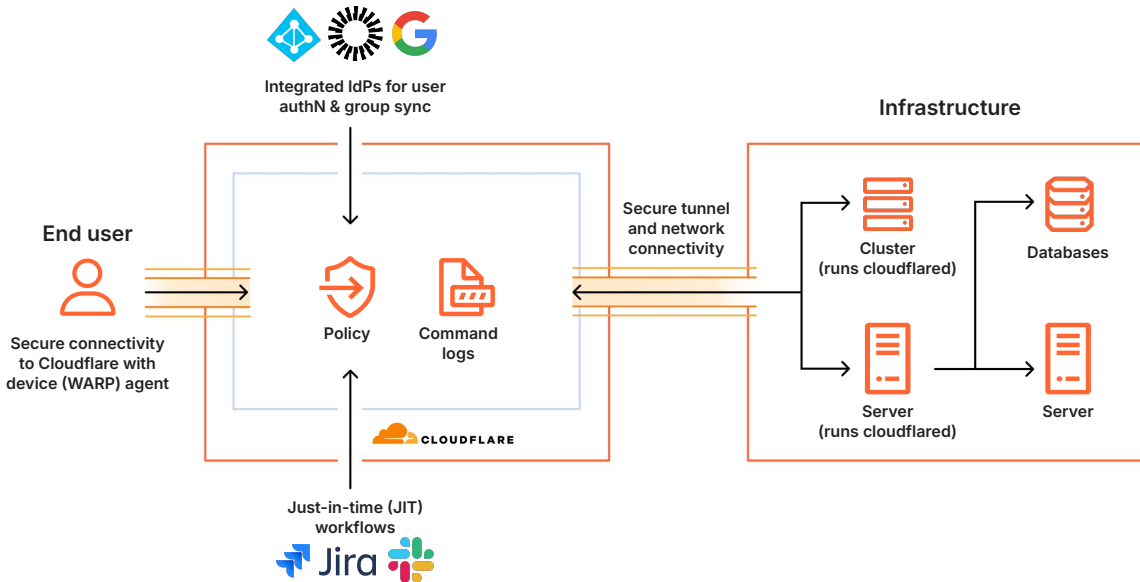 Integrated IdPs for user
authN & group sync
Infrastructure
End user
Secure connectivity
to Cloudflare with
device (WARP) agent
Policy
Command
logs
CLOUDFLARE
Secure tunnel
and network
connectivity
Cluster
(runs cloudflared)
Databases
Server
(runs cloudflared)
Server
Just-in-time (JIT)
workflows
Jira